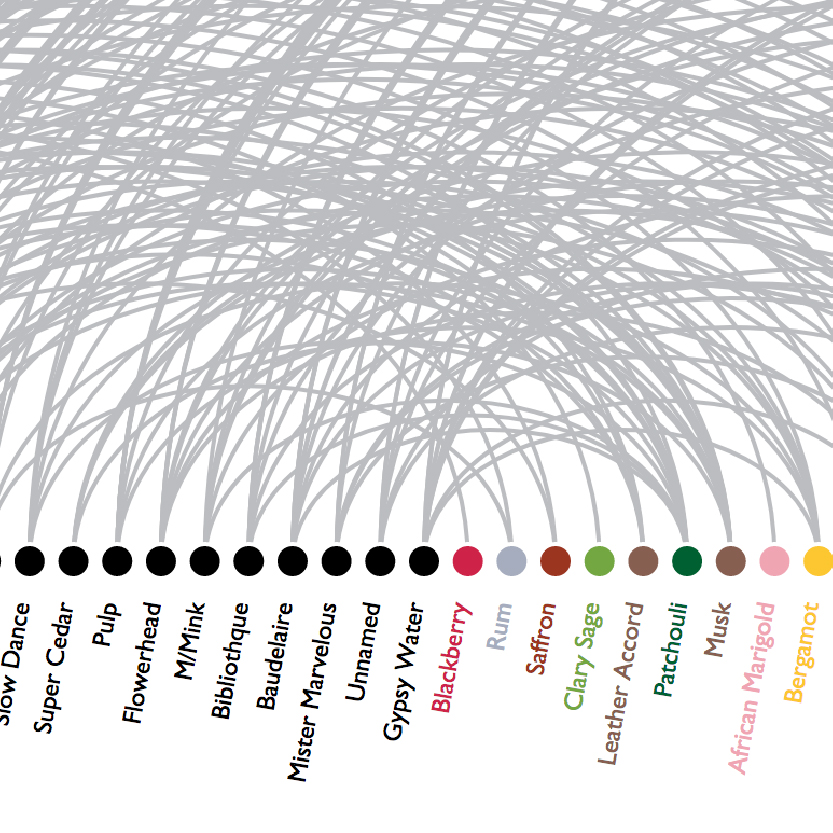 Slow Dance
Super Cedar
Pulp
Flowerhead
M/Mink
Bibliothque
Baudelaire
Mister Marvelous
Unnamed
Gypsy Water
Blackberry
Rum
Saffron
Clary Sage
Leather Accord
Patchouli
Musk
African Marigold
Bergamot